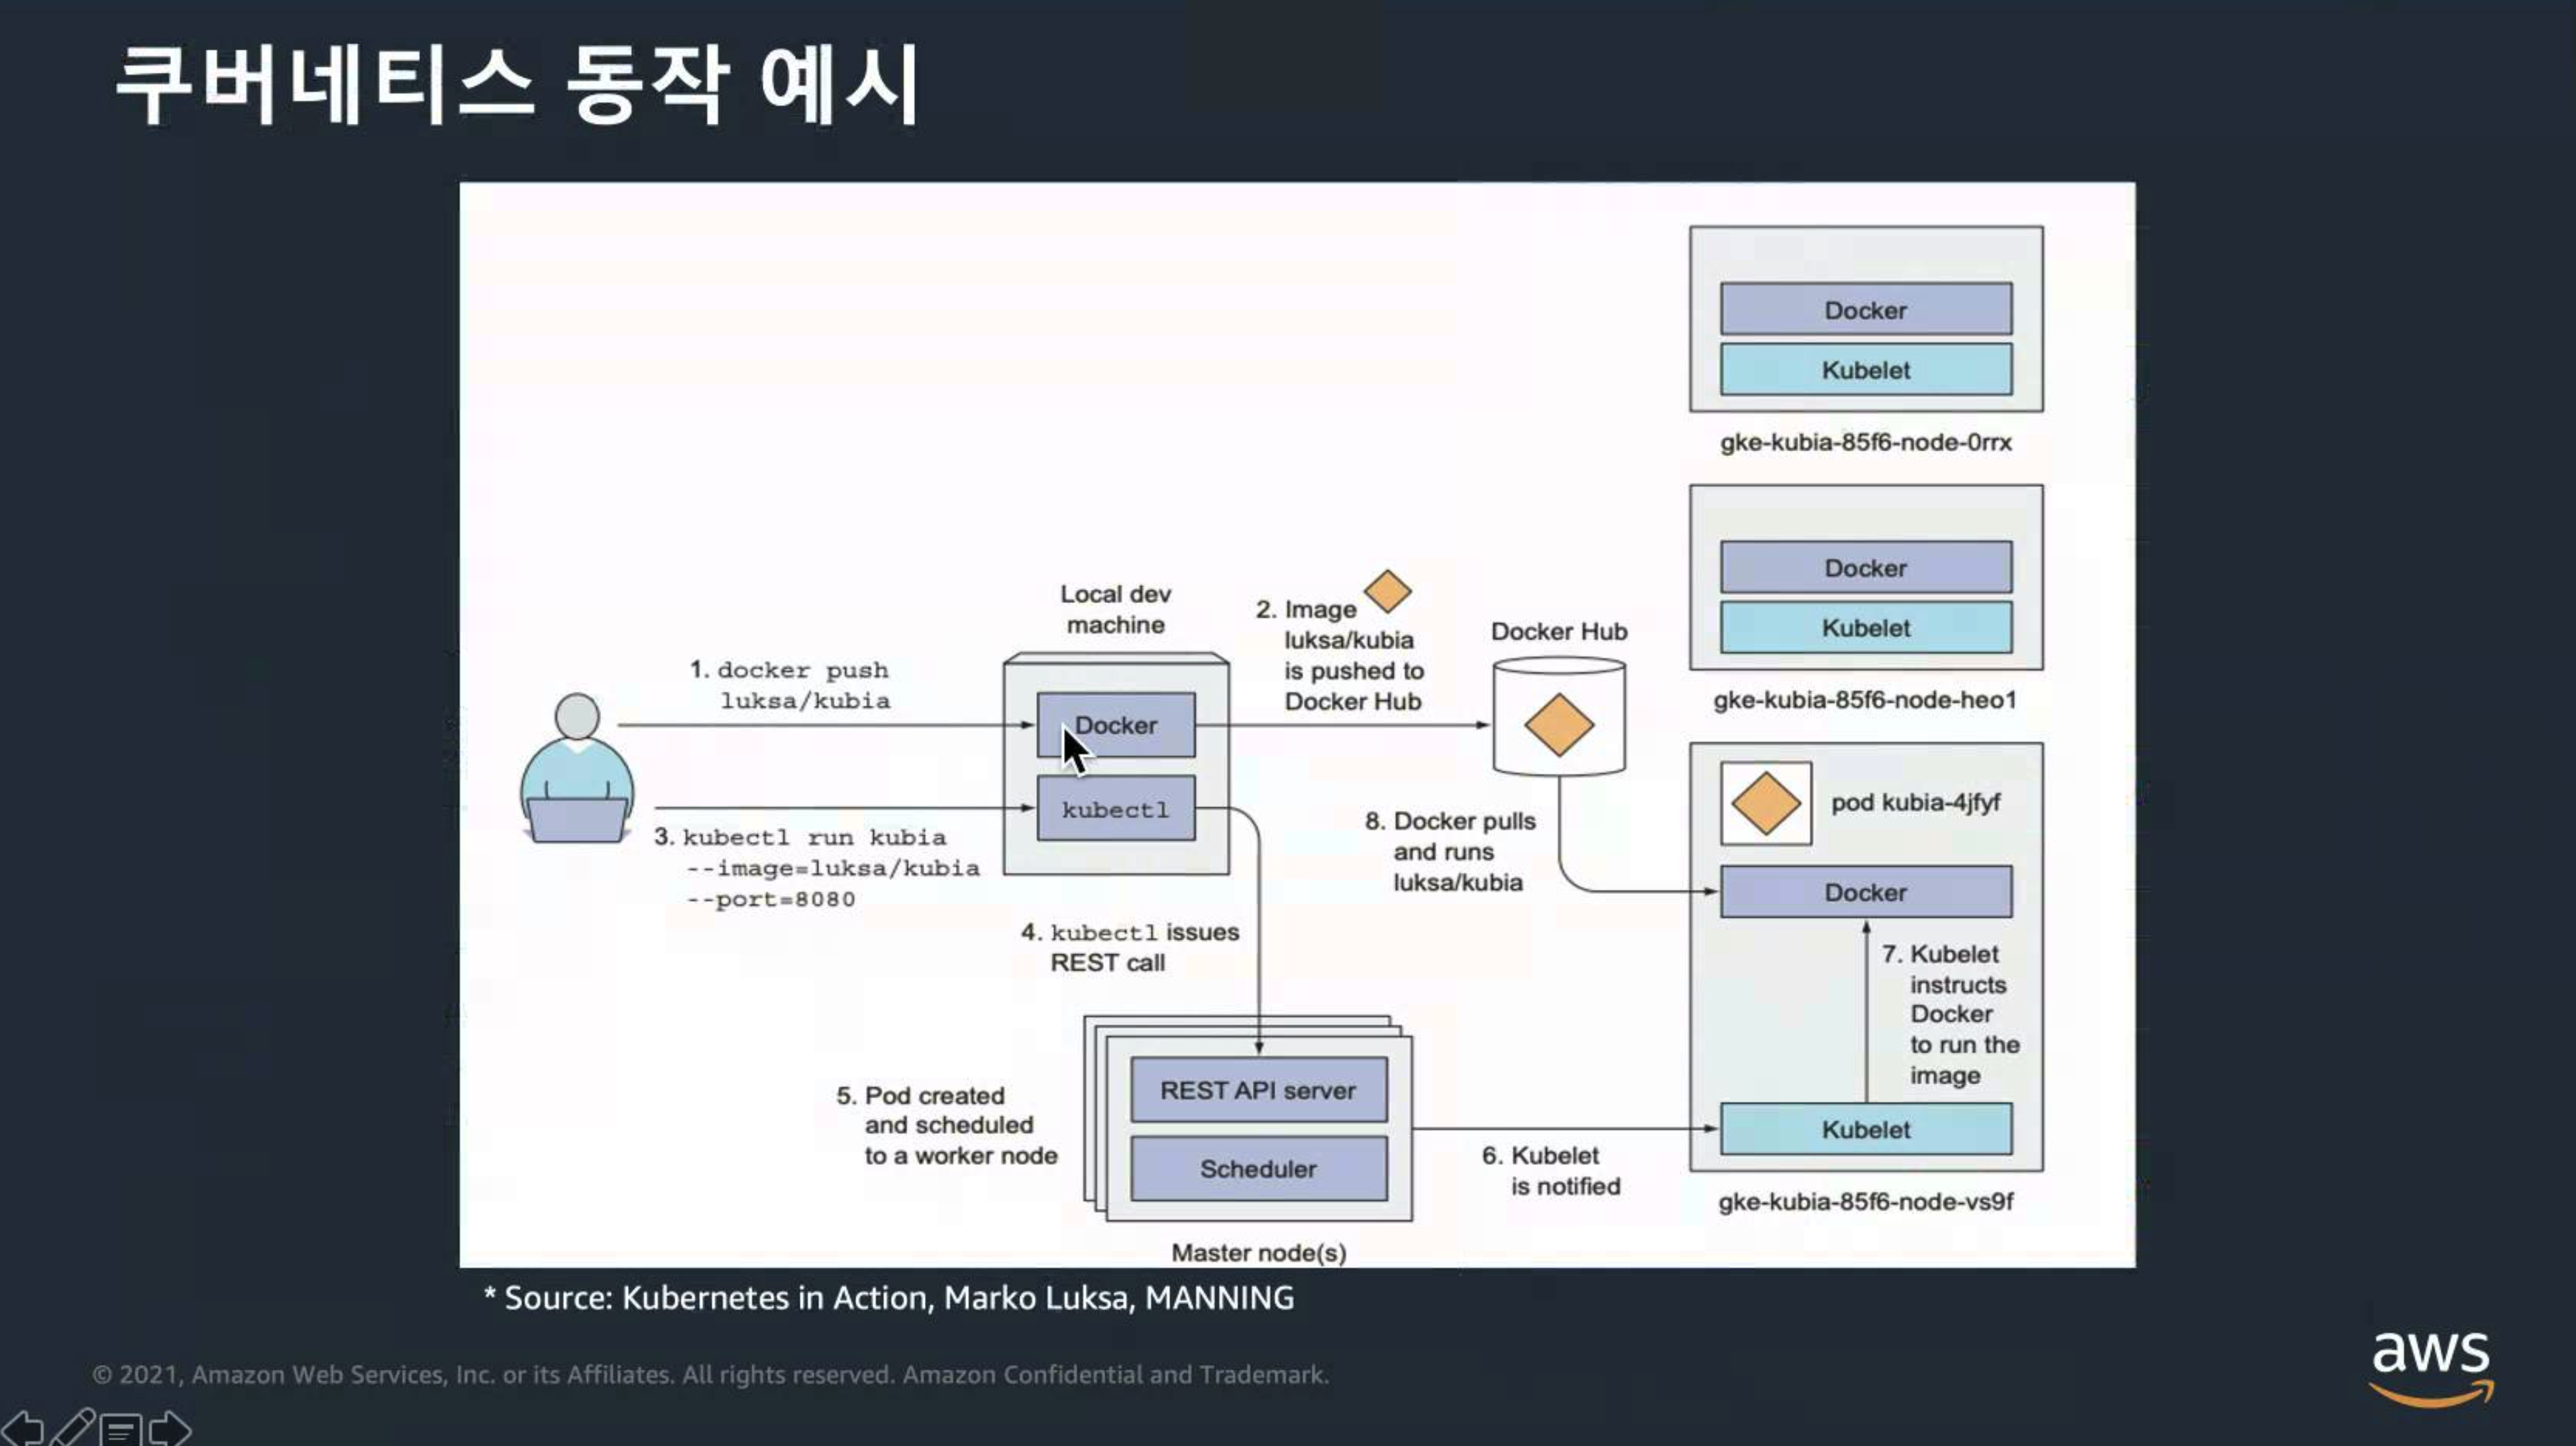 쿠버네티스 동작 예시
Docker
Kubelet
gke-kubia-85f6-node-0rrx
Docker
Kubelet
gke-kubia-85f6-node-heo1
Local dev
machine
2. Image
luksa/kubia
is pushed to
Docker Hub
Docker Hub
1. docker push
luksa/kubia
Docker
kubectl
3. kubectl run kubia
--image=luksa/kubia
--port=8080
8. Docker pulls
and runs
luksa/kubia
pod kubia-4jfyf
Docker
7. Kubelet
instructs
Docker
to run the
image
Kubelet
gke-kubia-85f6-node-vs9f
4. kubectl issues
REST call
5. Pod created
and scheduled
to a worker node
REST API server
Scheduler
Master node(s)
6. Kubelet
is notified
* Source: Kubernetes in Action, Marko Luksa, MANNING
© 2021, Amazon Web Services, Inc. or its Affiliates. All rights reserved. Amazon Confidential and Trademark.
aws